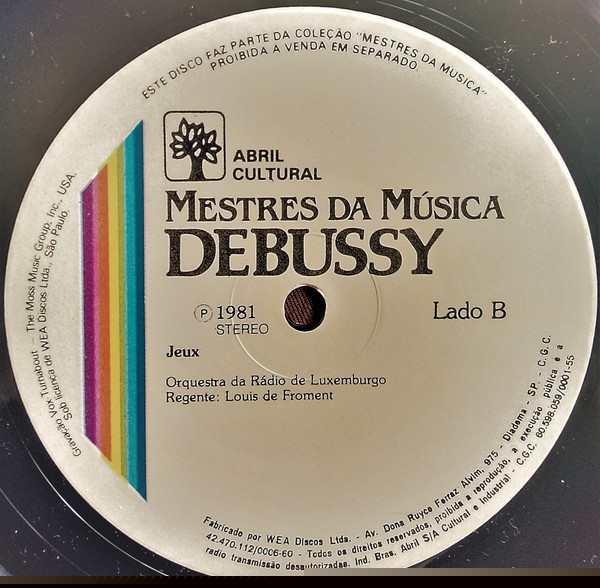 ESTE DISCO FAZ PARTE DA COLEÇÃO "MESTRES DA MÚSICA"
PROIBIDA A VENDA EM SEPARADO.
ABRIL
CULTURAL
MESTRES DA MÚSICA
DEBUSSY
Ⓟ 1981
STEREO
Lado B
Jeux
Orquestra da Rádio de Luxemburgo
Regente: Louis de Froment
Gravação Vox Turnabout – The Moss Music Group, Inc., USA.
Sob licença de WEA Discos Ltda., São Paulo.
Fabricado por WEA Discos Ltda. - Av. Dona Ruyce Ferraz Alvim, 975 - Diadema - SP. - C.G.C.
42.470.112/0006-60 - Todos os direitos reservados, proibida a reprodução, a execução pública e a
radio transmissão desautorizadas. Ind. Bras. Abril S/A Cultural e Industrial - C.G.C. 60.598.059/0001-55